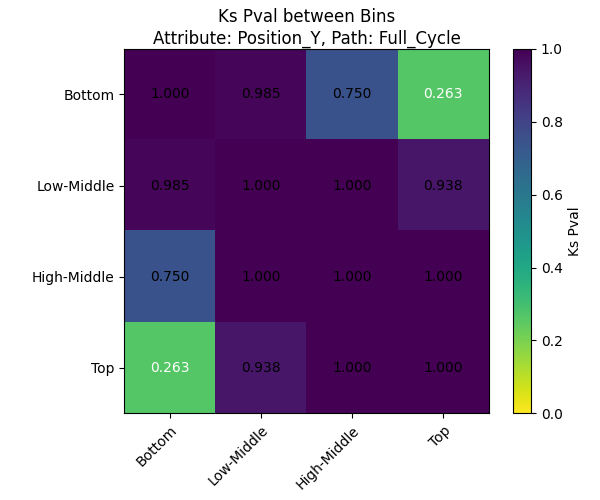 Ks Pval between Bins
Attribute: Position_Y, Path: Full_Cycle
Bottom 1.000 0.985 0.750 0.263
Low-Middle 0.985 1.000 1.000 0.938
High-Middle 0.750 1.000 1.000 1.000
Top 0.263 0.938 1.000 1.000
Bottom Low-Middle High-Middle Top
1.0
0.8
0.6
0.4
0.2
0.0
Ks Pval